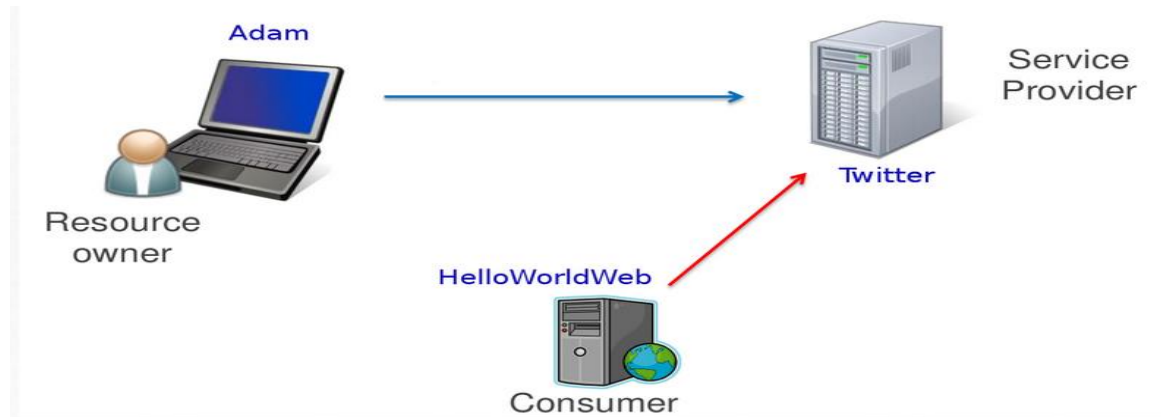 Adam
Service
Provider
Twitter
Resource
owner
HelloWorldWeb
Consumer